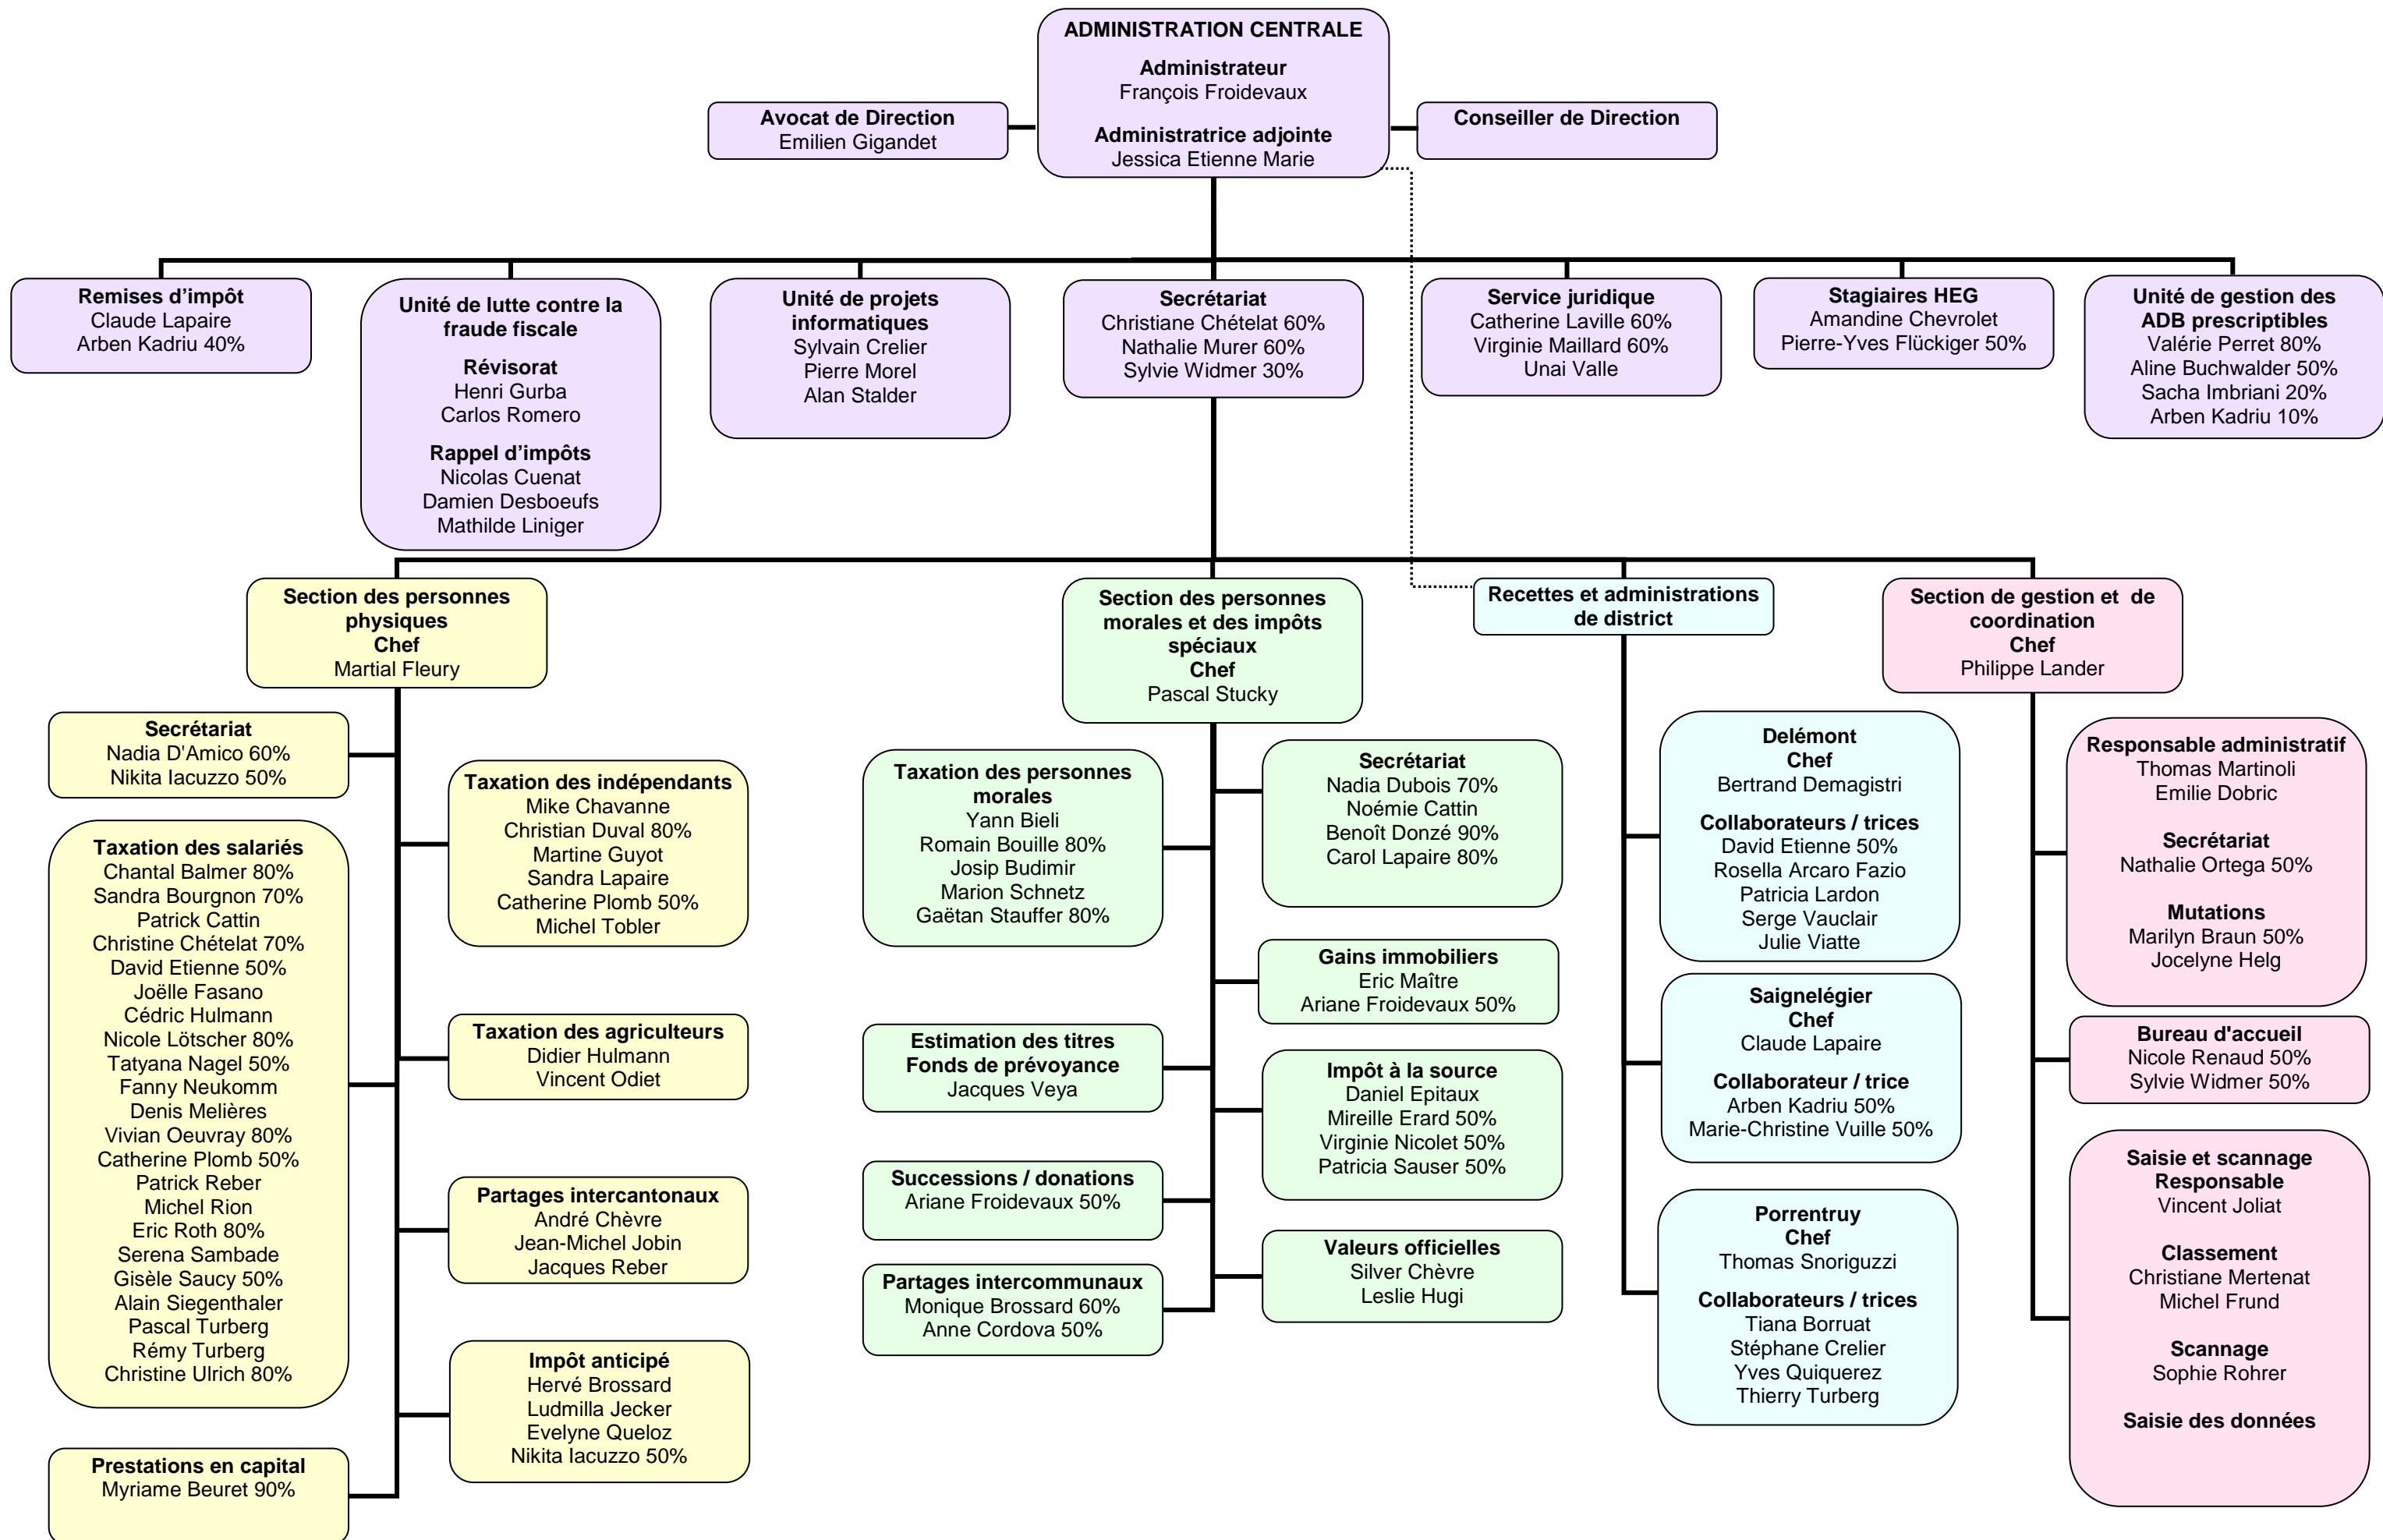 ADMINISTRATION CENTRALE
Administrateur
François Froidevaux
Administratrice adjointe
Jessica Etienne Marie
Avocat de Direction
Emilien Gigandet
Conseiller de Direction
Remises d’impôt
Claude Lapaire
Arben Kadriu 40%
Unité de lutte contre la
fraude fiscale
Révisorat
Henri Gurba
Carlos Romero
Rappel d’impôts
Nicolas Cuenat
Damien Desboeufs
Mathilde Liniger
Unité de projets
informatiques
Sylvain Crelier
Pierre Morel
Alan Stalder
Secrétariat
Christiane Chételat 60%
Nathalie Murer 60%
Sylvie Widmer 30%
Service juridique
Catherine Laville 60%
Virginie Maillard 60%
Unai Valle
Stagiaires HEG
Amandine Chevrolet
Pierre-Yves Flückiger 50%
Unité de gestion des
ADB prescriptibles
Valérie Perret 80%
Aline Buchwalder 50%
Sacha Imbriani 20%
Arben Kadriu 10%
Section des personnes
physiques
Chef
Martial Fleury
Secrétariat
Nadia D'Amico 60%
Nikita Iacuzzo 50%
Taxation des salariés
Chantal Balmer 80%
Sandra Bourgnon 70%
Patrick Cattin
Christine Chételat 70%
David Etienne 50%
Joëlle Fasano
Cédric Hulmann
Nicole Lötscher 80%
Tatyana Nagel 50%
Fanny Neukomm
Denis Melières
Vivian Oeuvray 80%
Catherine Plomb 50%
Patrick Reber
Michel Rion
Eric Roth 80%
Serena Sambade
Gisèle Saucy 50%
Alain Siegenthaler
Pascal Turberg
Rémy Turberg
Christine Ulrich 80%
Prestations en capital
Myriame Beuret 90%
Taxation des indépendants
Mike Chavanne
Christian Duval 80%
Martine Guyot
Sandra Lapaire
Catherine Plomb 50%
Michel Tobler
Taxation des agriculteurs
Didier Hulmann
Vincent Odiet
Partages intercantonaux
André Chèvre
Jean-Michel Jobin
Jacques Reber
Impôt anticipé
Hervé Brossard
Ludmilla Jecker
Evelyne Queloz
Nikita Iacuzzo 50%
Section des personnes
morales et des impôts
spéciaux
Chef
Pascal Stucky
Taxation des personnes
morales
Yann Bieli
Romain Bouille 80%
Josip Budimir
Marion Schnetz
Gaëtan Stauffer 80%
Estimation des titres
Fonds de prévoyance
Jacques Veya
Successions / donations
Ariane Froidevaux 50%
Partages intercommunaux
Monique Brossard 60%
Anne Cordova 50%
Secrétariat
Nadia Dubois 70%
Noémie Cattin
Benoît Donzé 90%
Carol Lapaire 80%
Gains immobiliers
Eric Maître
Ariane Froidevaux 50%
Impôt à la source
Daniel Epitaux
Mireille Erard 50%
Virginie Nicolet 50%
Patricia Sauser 50%
Valeurs officielles
Silver Chèvre
Leslie Hugi
Recettes et administrations
de district
Delémont
Chef
Bertrand Demagistri
Collaborateurs / trices
David Etienne 50%
Rosella Arcaro Fazio
Patricia Lardon
Serge Vauclair
Julie Viatte
Saignelégier
Chef
Claude Lapaire
Collaborateur / trice
Arben Kadriu 50%
Marie-Christine Vuille 50%
Porrentruy
Chef
Thomas Snoriguzzi
Collaborateurs / trices
Tiana Borruat
Stéphane Crelier
Yves Quiquerez
Thierry Turberg
Section de gestion et de
coordination
Chef
Philippe Lander
Responsable administratif
Thomas Martinoli
Emilie Dobric
Secrétariat
Nathalie Ortega 50%
Mutations
Marilyn Braun 50%
Jocelyne Helg
Bureau d'accueil
Nicole Renaud 50%
Sylvie Widmer 50%
Saisie et scannage
Responsable
Vincent Joliat
Classement
Christiane Mertenat
Michel Frund
Scannage
Sophie Rohrer
Saisie des données